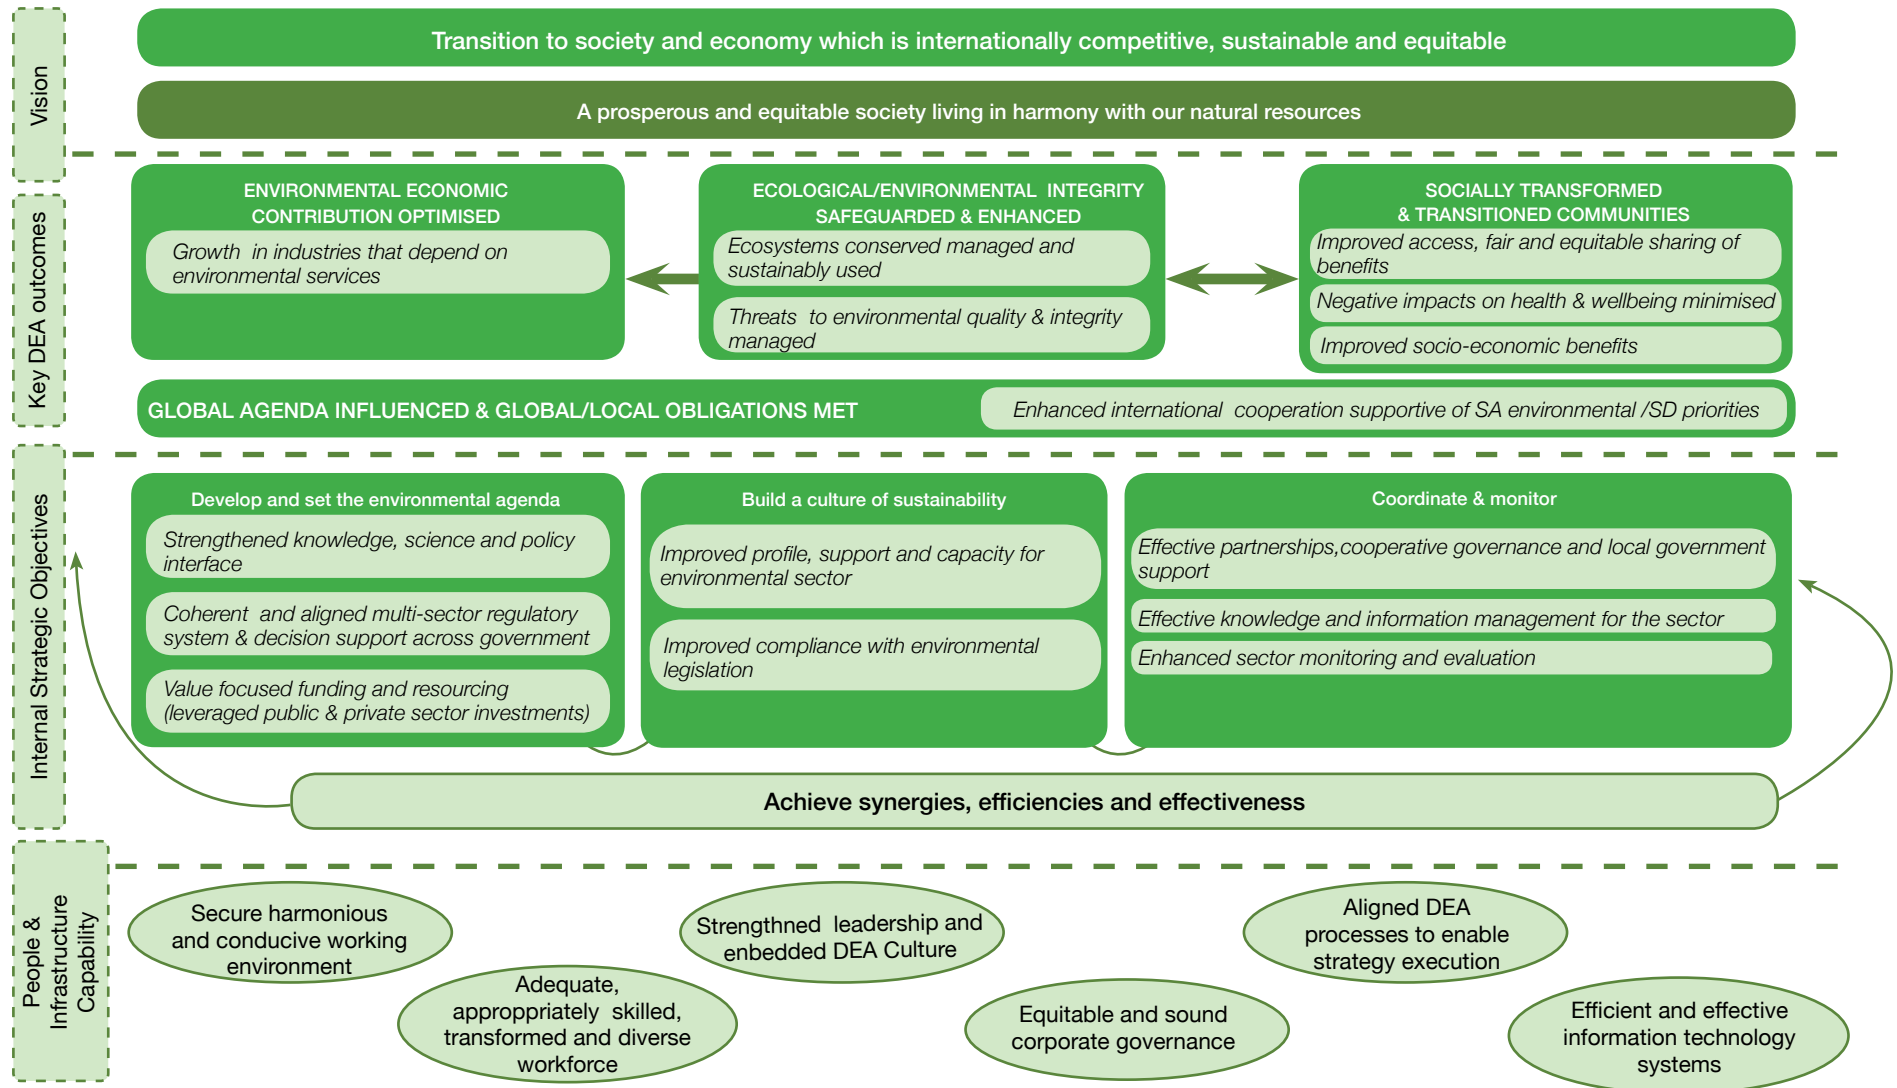 Vision
Transition to society and economy which is internationally competitive, sustainable and equitable
A prosperous and equitable society living in harmony with our natural resources
Key DEA outcomes
ENVIRONMENTAL ECONOMIC
CONTRIBUTION OPTIMISED
Growth in industries that depend on
environmental services
ECOLOGICAL/ENVIRONMENTAL INTEGRITY
SAFEGUARDED & ENHANCED
Ecosystems conserved managed and
sustainably used
Threats to environmental quality & integrity
managed
SOCIALLY TRANSFORMED
& TRANSITIONED COMMUNITIES
Improved access, fair and equitable sharing of
benefits
Negative impacts on health & wellbeing minimised
Improved socio-economic benefits
GLOBAL AGENDA INFLUENCED & GLOBAL/LOCAL OBLIGATIONS MET
Enhanced international cooperation supportive of SA environmental /SD priorities
Internal Strategic Objectives
Develop and set the environmental agenda
Strengthened knowledge, science and policy
interface
Coherent and aligned multi-sector regulatory
system & decision support across government
Value focused funding and resourcing
(leveraged public & private sector investments)
Build a culture of sustainability
Improved profile, support and capacity for
environmental sector
Improved compliance with environmental
legislation
Coordinate & monitor
Effective partnerships,cooperative governance and local government
support
Effective knowledge and information management for the sector
Enhanced sector monitoring and evaluation
Achieve synergies, efficiencies and effectiveness
People &
Infrastructure
Capability
Secure harmonious
and conducive working
environment
Adequate,
approppriately skilled,
transformed and diverse
workforce
Strengthned leadership and
enbedded DEA Culture
Equitable and sound
corporate governance
Aligned DEA
processes to enable
strategy execution
Efficient and effective
information technology
systems